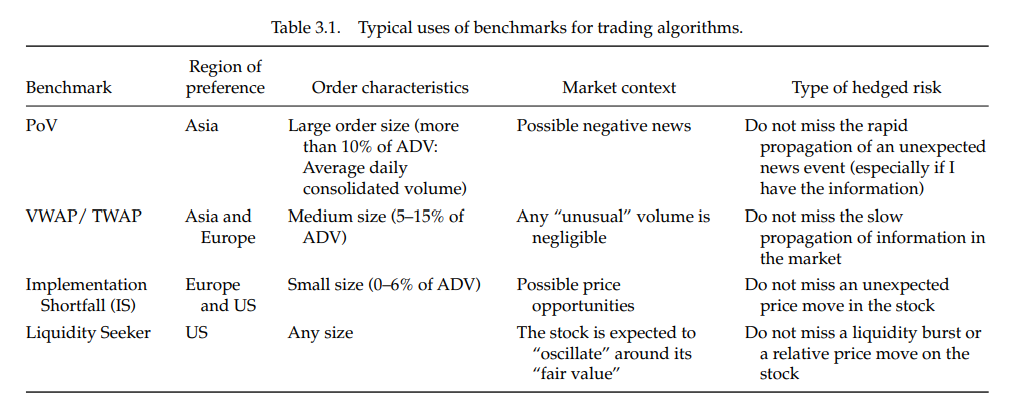 Table 3.1. Typical uses of benchmarks for trading algorithms.
Region of
Benchmark preference Order characteristics Market context Type of hedged risk
PoV Asia Large order size (more Possible negative news Do not miss the rapid
than 10% of ADV: propagation of an unexpected
Average daily news event (especially if I
consolidated volume) have the information)
VWAP/ TWAP Asia and Medium size (5–15% of Any “unusual” volume is Do not miss the slow
Europe ADV) negligible propagation of information in
the market
Implementation Europe Small size (0–6% of ADV) Possible price Do not miss an unexpected
Shortfall (IS) and US opportunities price move in the stock
Liquidity Seeker US Any size The stock is expected to Do not miss a liquidity burst or
“oscillate” around its a relative price move on the
“fair value” stock